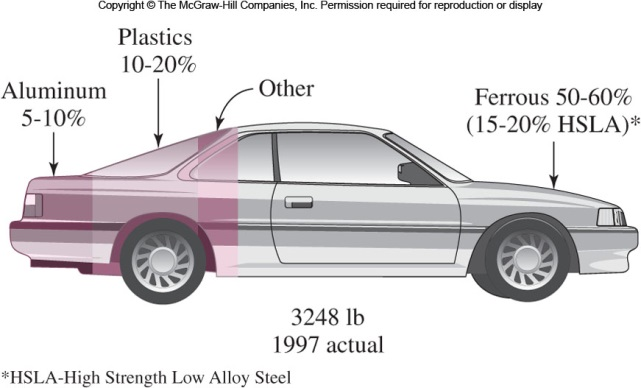 Copyright © The McGraw-Hill Companies, Inc. Permission required for reproduction or display
Plastics
10-20%
Aluminum
5-10%
Other
Ferrous 50-60%
(15-20% HSLA)*
3248 lb
1997 actual
*HSLA-High Strength Low Alloy Steel